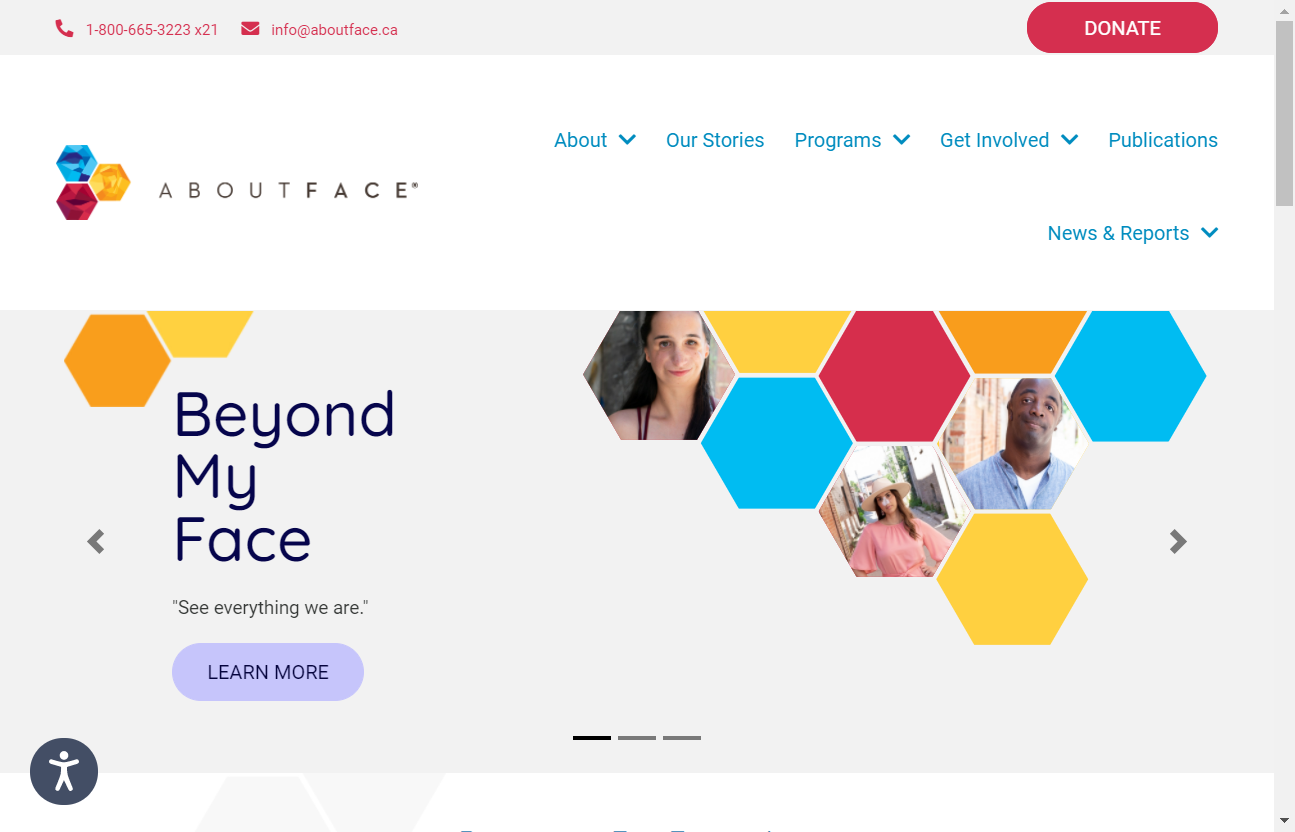 1-800-665-3223 x21
info@aboutface.ca
DONATE
About
Our Stories
Programs
Get Involved
Publications
ABOUTFACE®
News & Reports
Beyond
My
Face
"See everything we are."
LEARN MORE